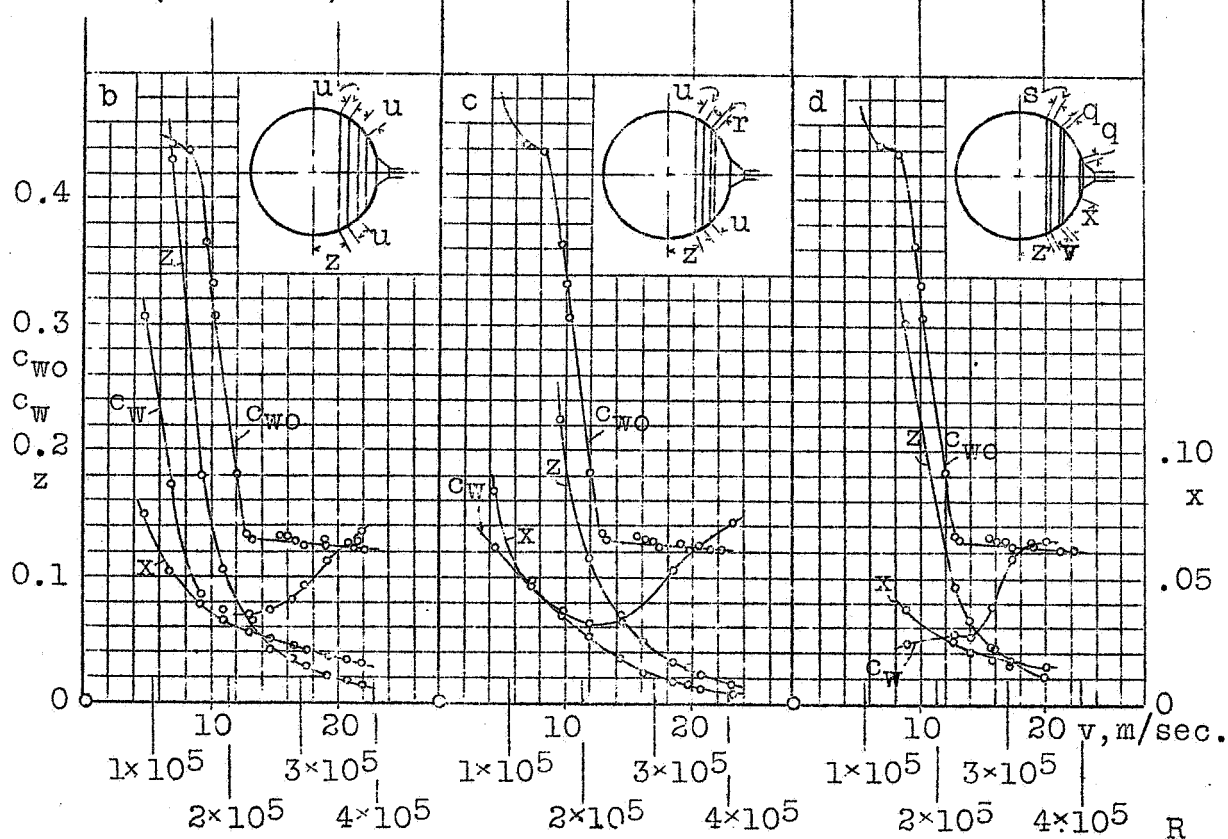 b
u
u
u
z
c
u
r
u
z
d
s
q
q
x
z
v
0.4
0.3
cwo
cw
0.2
z
0.1
0
z
cw
cwo
x
cw
x
z
cwo
z
cwo
x
cw
.10
x
.05
0
10 20 10 20 10 20 v,m/sec.
1×10⁵ 3×10⁵ 1×10⁵ 3×10⁵ 1×10⁵ 3×10⁵
2×10⁵ 4×10⁵ 2×10⁵ 4×10⁵ 2×10⁵ 4×10⁵ R